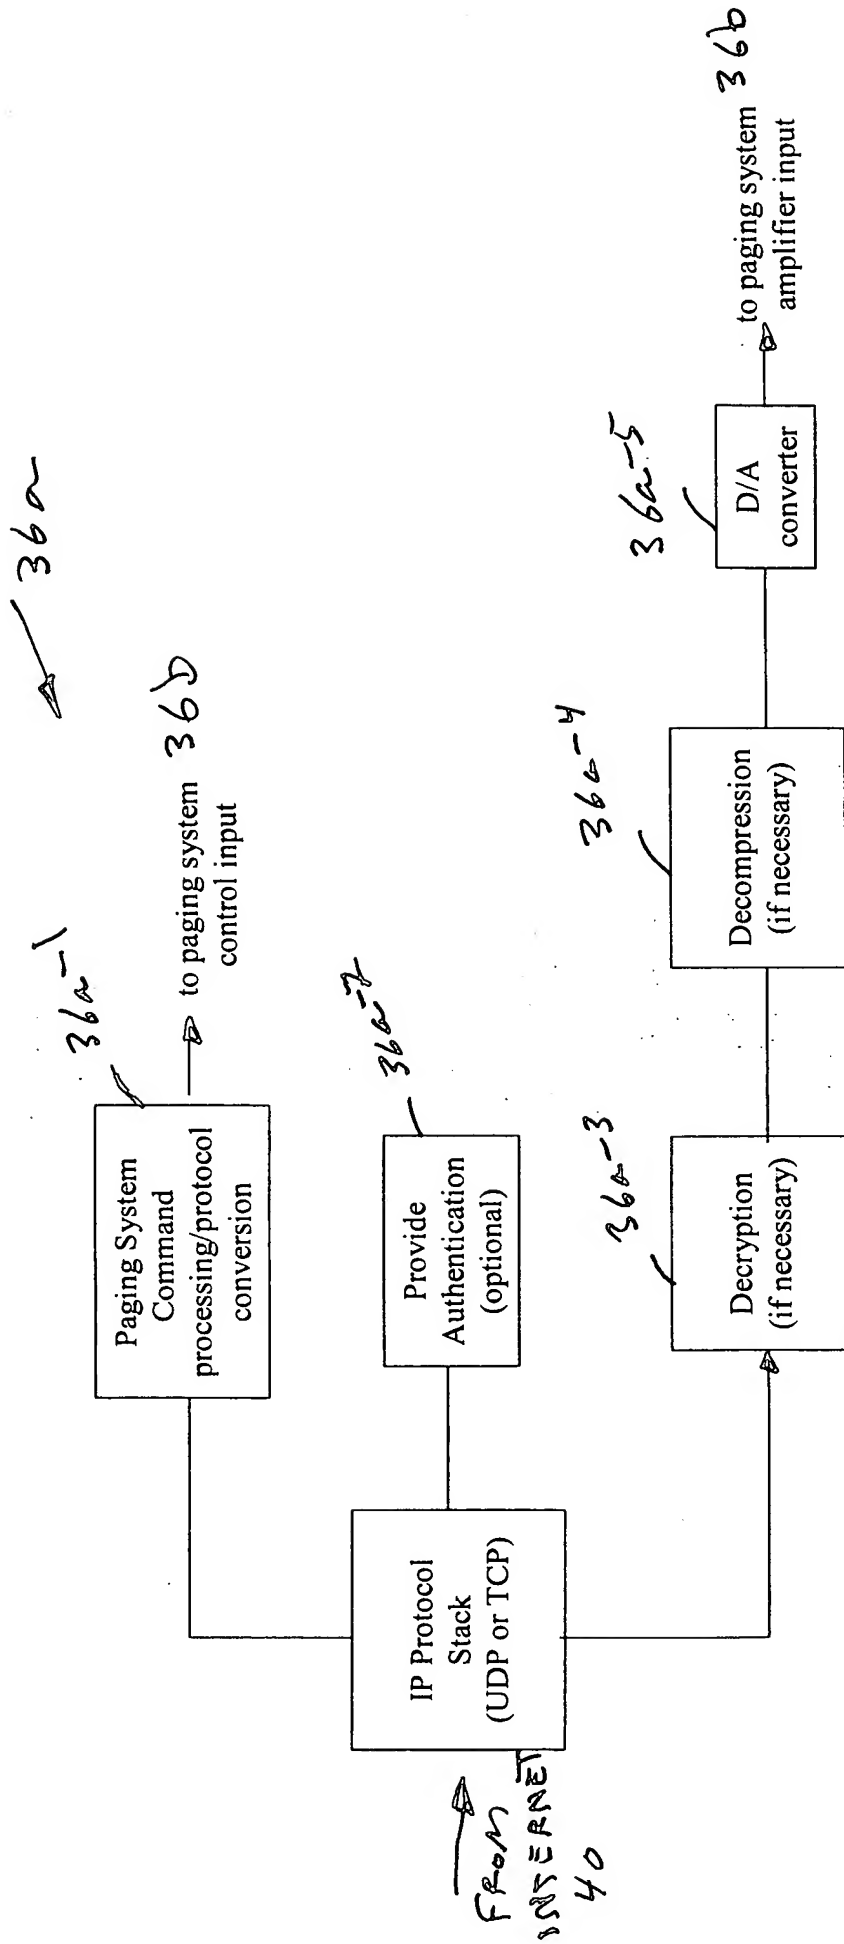 36a
36a-1
Paging System
Command
processing/protocol
conversion
to paging system 36D
control input
36a-2
Provide
Authentication
(optional)
FROM
INTERNET
40
IP Protocol
Stack
(UDP or TCP)
36a-3
Decryption
(if necessary)
36a-4
Decompression
(if necessary)
36a-5
D/A
converter
to paging system 36b
amplifier input